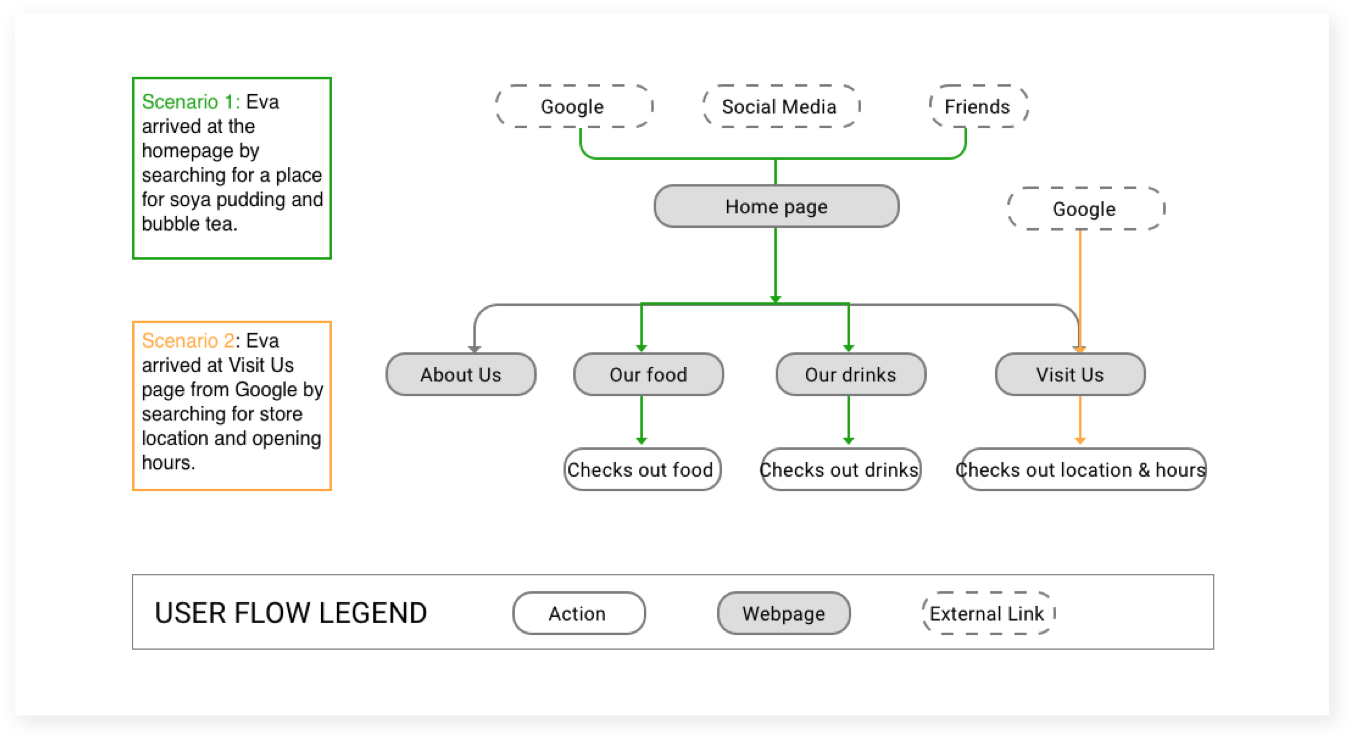 Scenario 1: Eva
arrived at the
homepage by
searching for a place
for soya pudding and
bubble tea.
Google
Social Media
Friends
Home page
Google
Scenario 2: Eva
arrived at Visit Us
page from Google by
searching for store
location and opening
hours.
About Us
Our food
Our drinks
Visit Us
Checks out food
Checks out drinks
Checks out location & hours
USER FLOW LEGEND
Action
Webpage
External Link